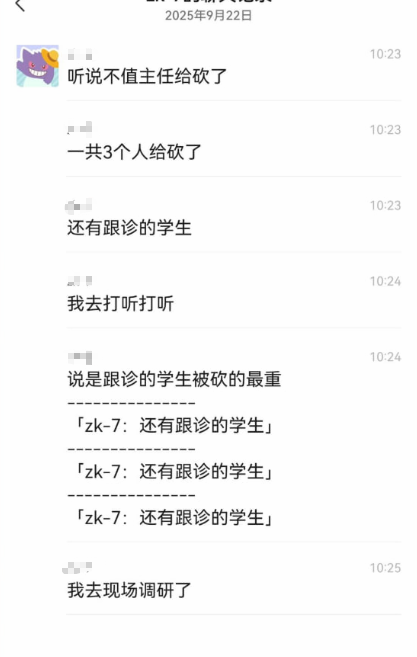 2025年9月22日
10:23
听说不值主任给砍了
10:23
一共3个人给砍了
10:23
还有跟诊的学生
10:24
我去打听打听
10:24
说是跟诊的学生被砍的最重
---------------
「zk-7：还有跟诊的学生」
---------------
「zk-7：还有跟诊的学生」
---------------
「zk-7：还有跟诊的学生」
10:25
我去现场调研了